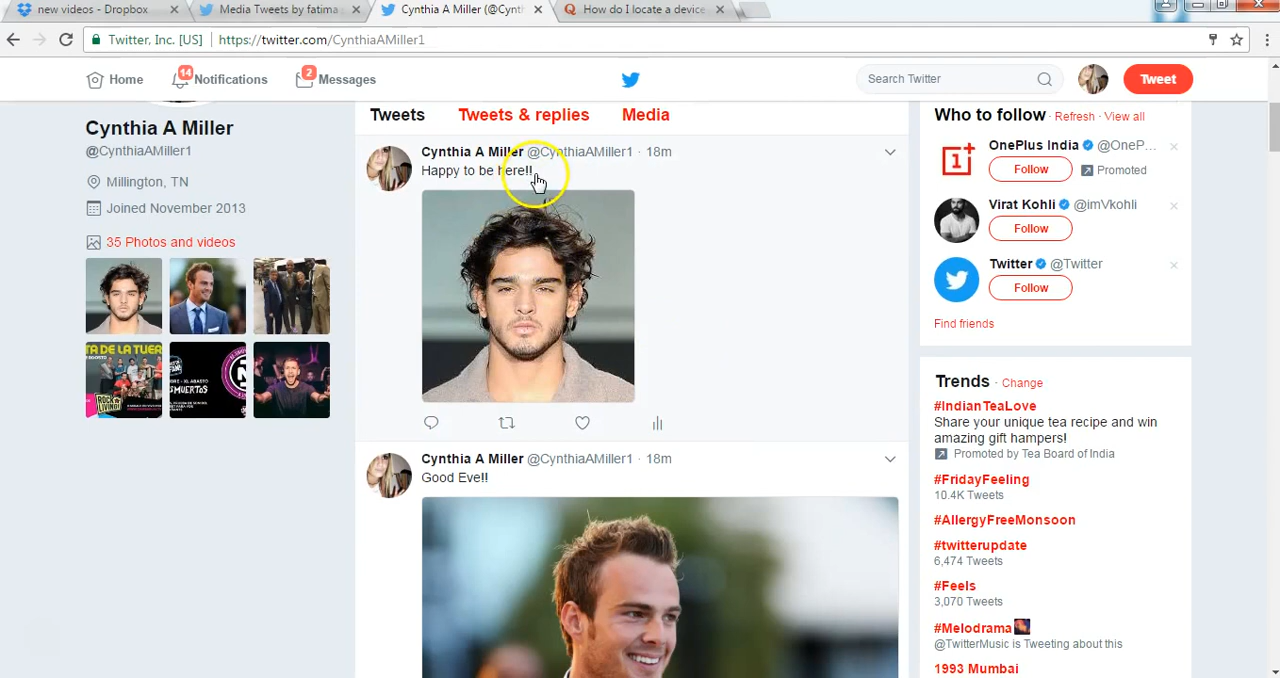 new videos - Dropbox
Media Tweets by fatima
Cynthia A Miller (@Cynth
How do I locate a device
Twitter, Inc. [US] https://twitter.com/CynthiaAMiller1
Home
14
Notifications
2
Messages
Search Twitter
Tweet
Cynthia A Miller
@CynthiaAMiller1
Millington, TN
Joined November 2013
35 Photos and videos
Tweets Tweets & replies Media
Cynthia A Miller @CynthiaAMiller1 · 18m
Happy to be here!!
Cynthia A Miller @CynthiaAMiller1 · 18m
Good Eve!!
Who to follow · Refresh · View all
OnePlus India @OneP...
Follow
Promoted
Virat Kohli @imVkohli
Follow
Twitter @Twitter
Follow
Find friends
Trends · Change
#IndianTeaLove
Share your unique tea recipe and win
amazing gift hampers!
Promoted by Tea Board of India
#FridayFeeling
10.4K Tweets
#AllergyFreeMonsoon
#twitterupdate
6,474 Tweets
#Feels
3,070 Tweets
#Melodrama
@TwitterMusic is Tweeting about this
1993 Mumbai